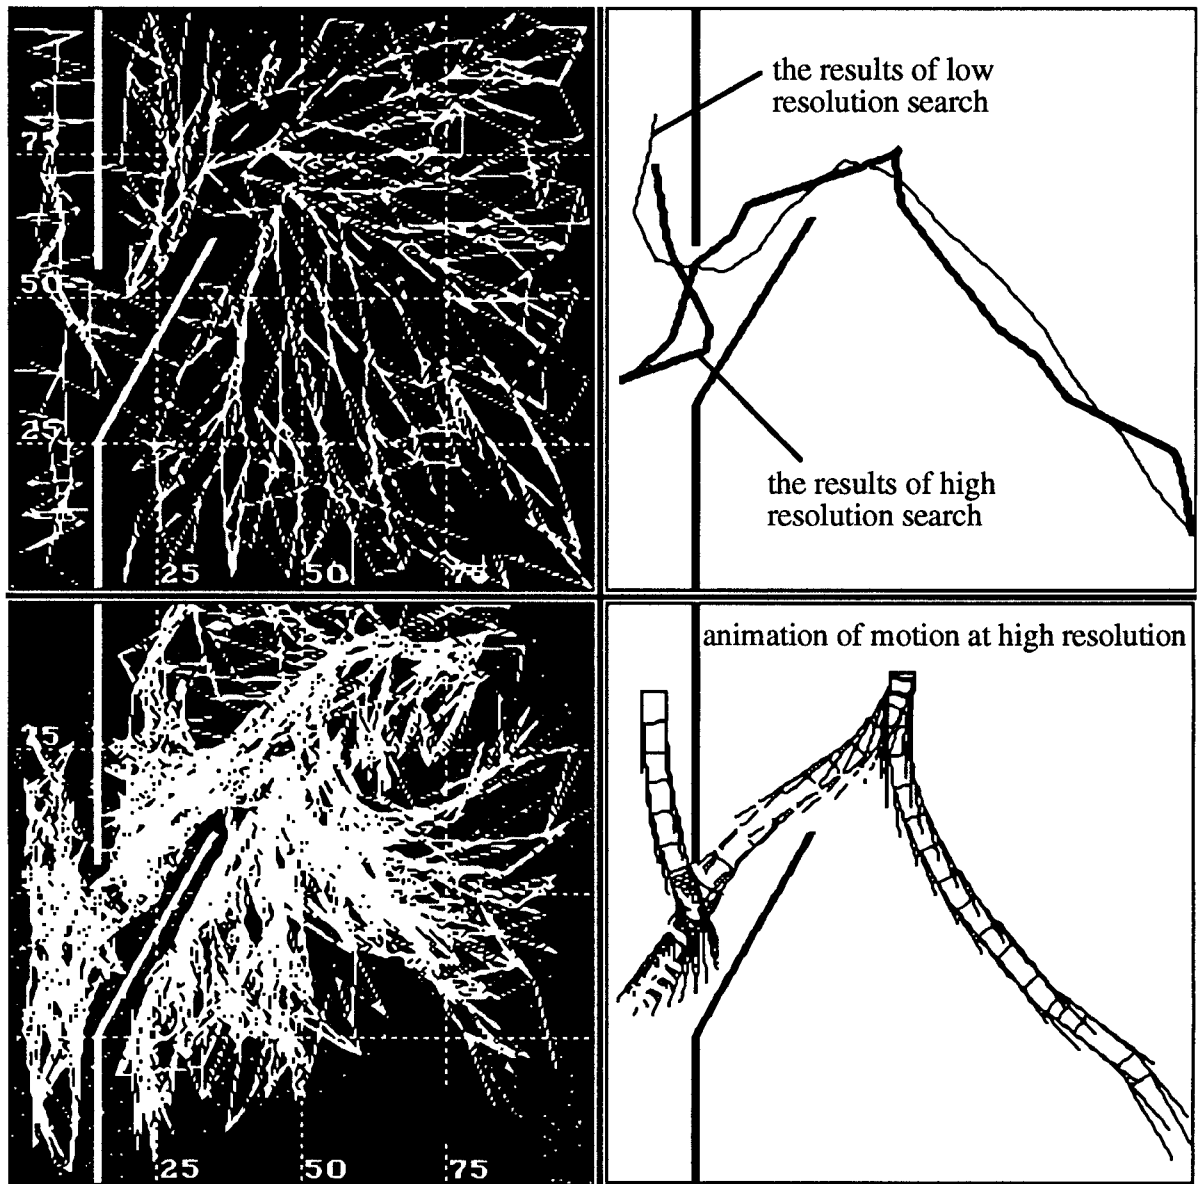 75
50
25
25 50 75
the results of low
resolution search
the results of high
resolution search
75
25 50 75
animation of motion at high resolution